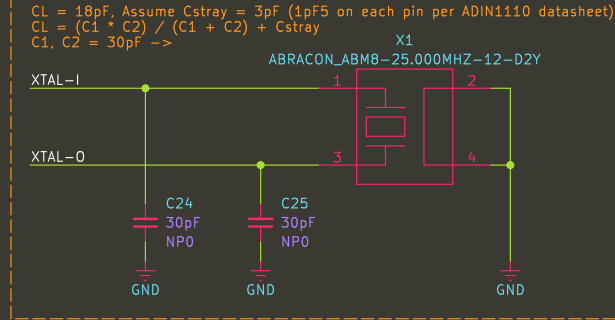 CL = 18pF, Assume Cstray = 3pF (1pF5 on each pin per ADIN1110 datasheet)
CL = (C1 * C2) / (C1 + C2) + Cstray
C1, C2 = 30pF ->
X1
ABRACON_ABM8-25.000MHZ-12-D2Y
XTAL-I
1
2
XTAL-O
3
4
C24
30pF
NP0
C25
30pF
NP0
GND
GND
GND